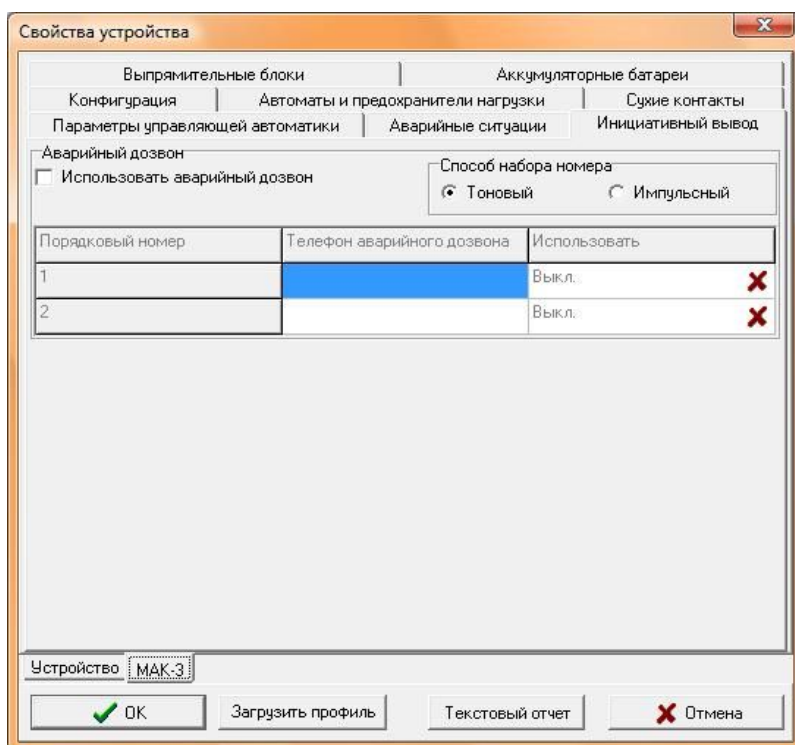 Свойства устройства
Выпрямительные блоки
Аккумуляторные батареи
Конфигурация
Автоматы и предохранители нагрузки
Сухие контакты
Параметры управляющей автоматики
Аварийные ситуации
Инициативный вывод
Аварийный дозвон
Использовать аварийный дозвон
Способ набора номера
Тоновый
Импульсный
Порядковый номер
Телефон аварийного дозвона
Использовать
1
Выкл.
2
Выкл.
Устройство
МАК-3
OK
Загрузить профиль
Текстовый отчет
Отмена